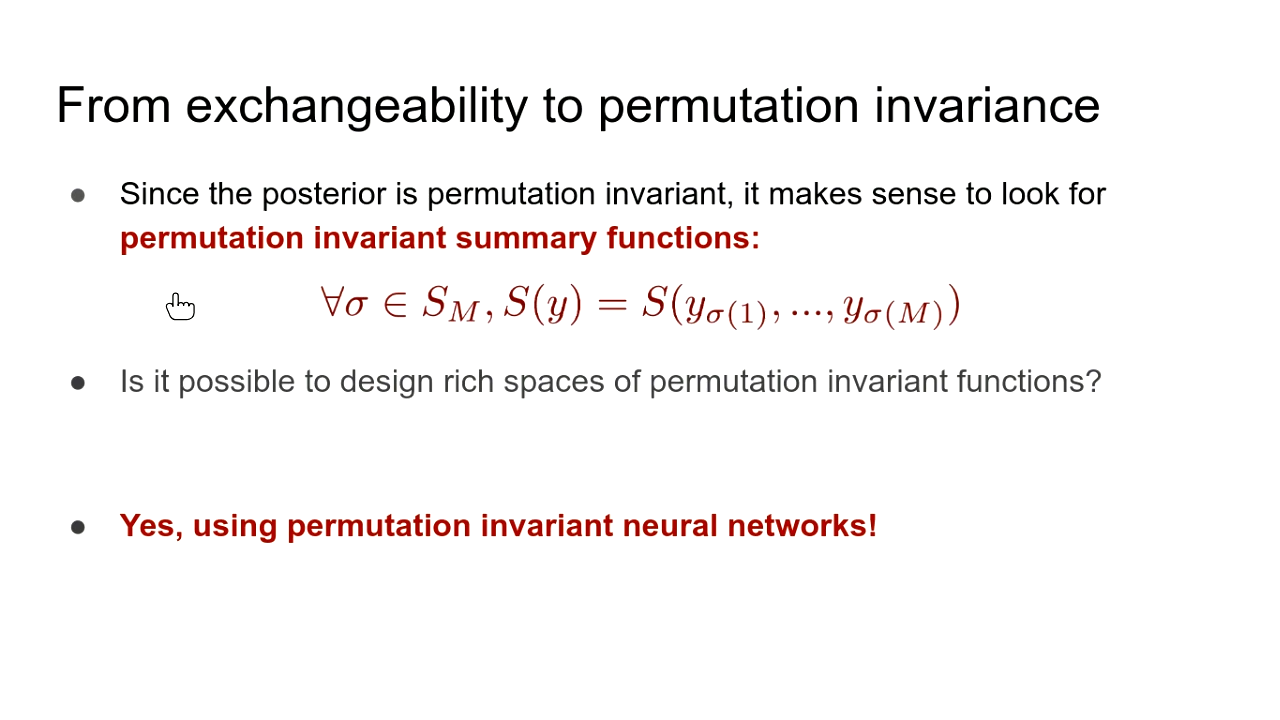 From exchangeability to permutation invariance
● Since the posterior is permutation invariant, it makes sense to look for
permutation invariant summary functions:
∀σ ∈ S_M, S(y) = S(y_{σ(1)}, ..., y_{σ(M)})
● Is it possible to design rich spaces of permutation invariant functions?
● Yes, using permutation invariant neural networks!